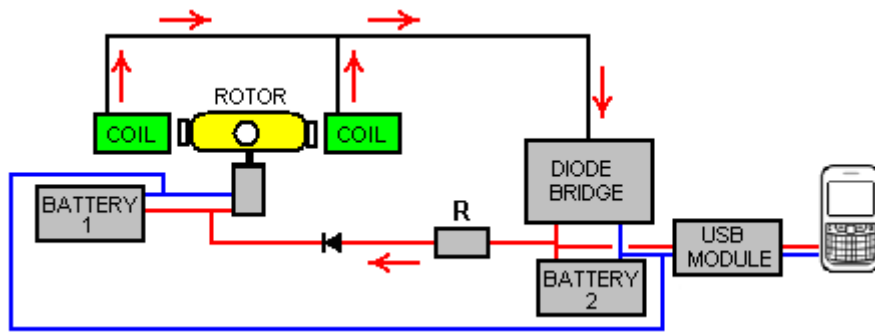 ROTOR
COIL
COIL
DIODE
BRIDGE
BATTERY
1
R
USB
MODULE
BATTERY
2